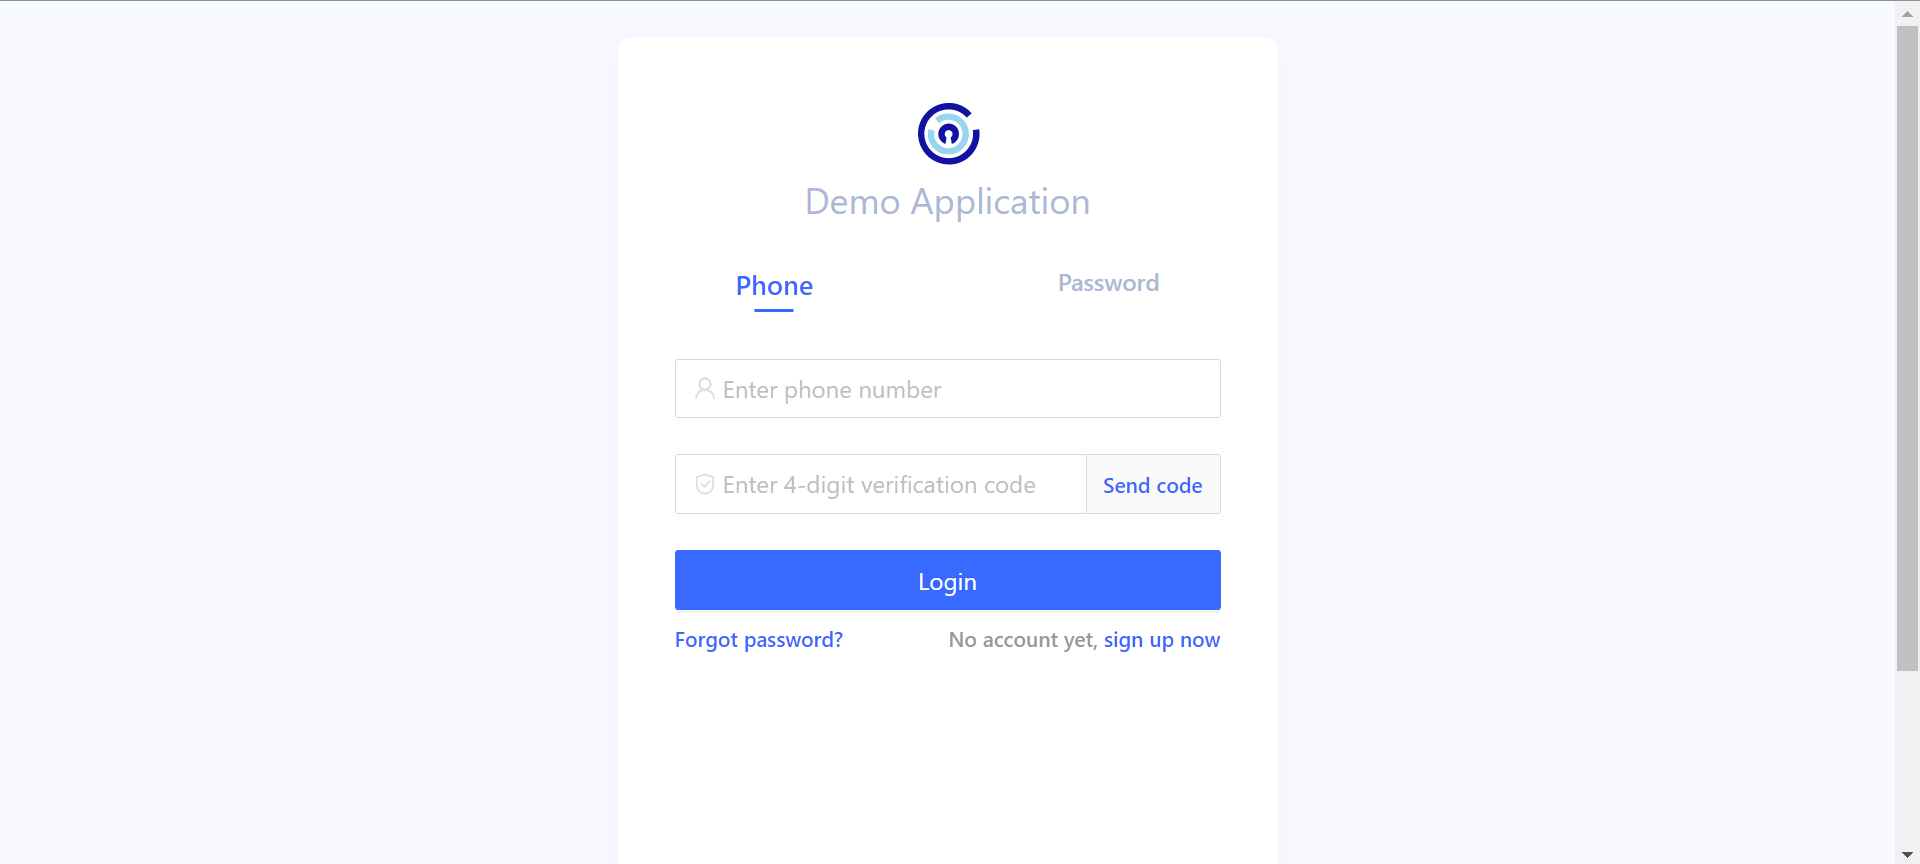 Demo Application
Phone
Password
Enter phone number
Enter 4-digit verification code
Send code
Login
Forgot password?
No account yet, sign up now